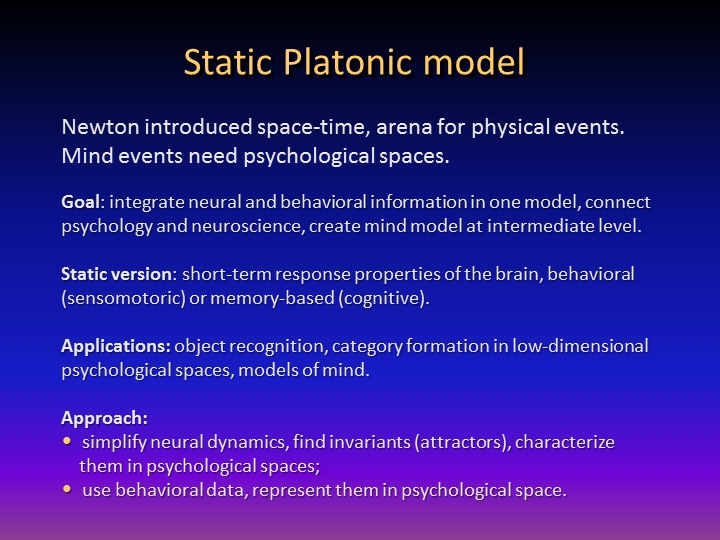 Static Platonic model
Newton introduced space-time, arena for physical events.
Mind events need psychological spaces.
Goal: integrate neural and behavioral information in one model, connect
psychology and neuroscience, create mind model at intermediate level.
Static version: short-term response properties of the brain, behavioral
(sensomotoric) or memory-based (cognitive).
Applications: object recognition, category formation in low-dimensional
psychological spaces, models of mind.
Approach:
• simplify neural dynamics, find invariants (attractors), characterize
them in psychological spaces;
• use behavioral data, represent them in psychological space.